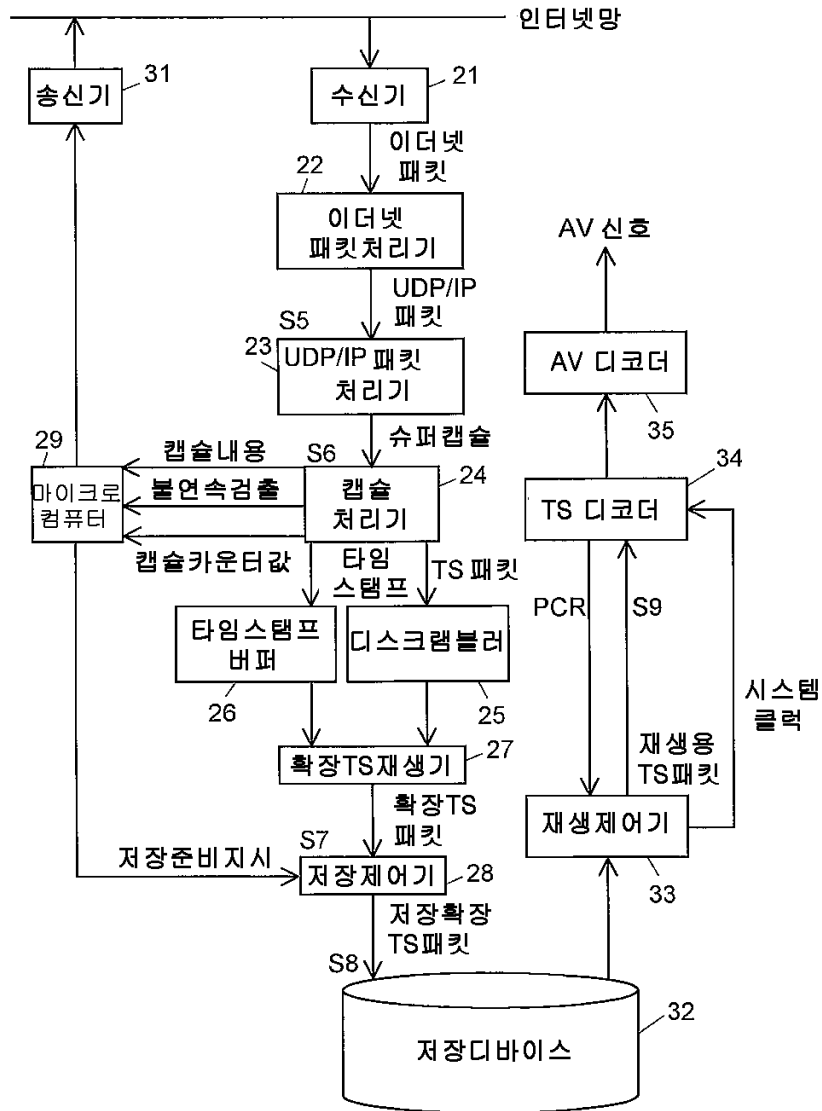 인터넷망
31
송신기
21
수신기
이더넷
패킷
22
이더넷
패킷처리기
AV 신호
UDP/IP
패킷
S5
23
UDP/IP 패킷
처리기
AV 디코더
35
슈퍼캡슐
29
캡슐내용
S6
24
34
마이크로
컴퓨터
불연속검출
캡슐
처리기
TS 디코더
캡슐카운터값
타임
스탬프
TS 패킷
PCR
S9
타임스탬프
버퍼
디스크램블러
26
25
시스템
클럭
27
확장TS재생기
재생용
TS패킷
확장TS
패킷
S7
재생제어기
저장준비지시
저장제어기
28
33
저장확장
TS패킷
S8
32
저장디바이스